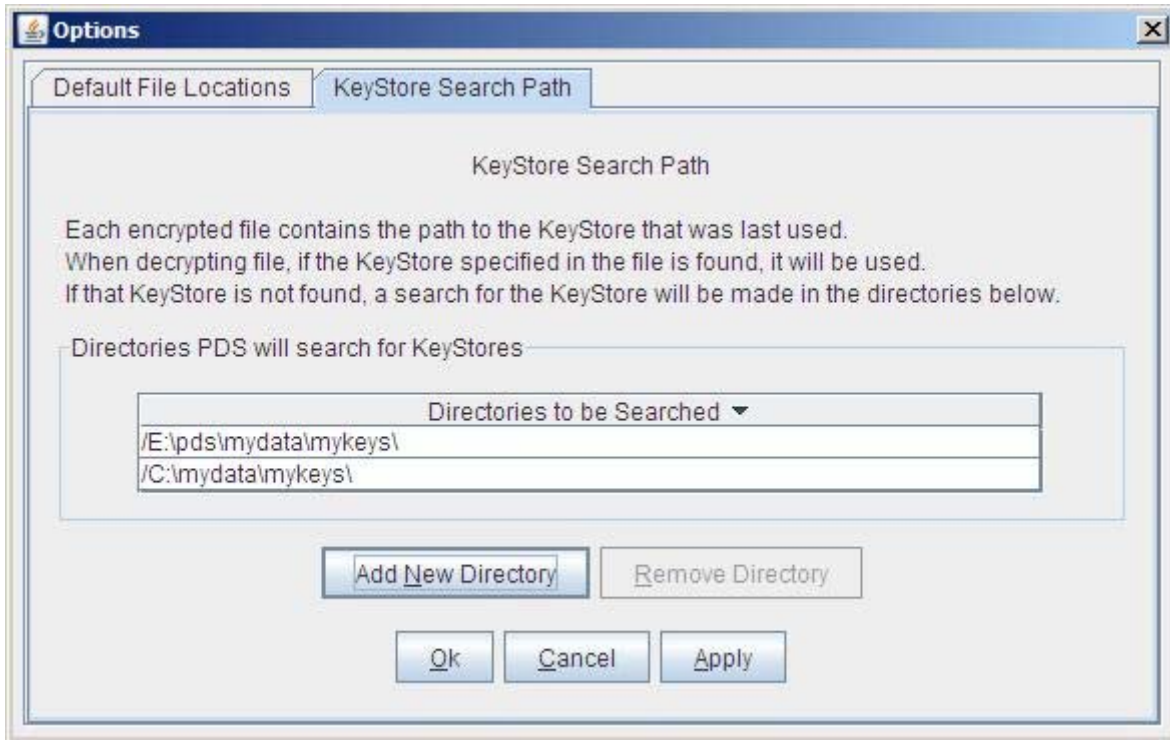 Options
Default File Locations
KeyStore Search Path
KeyStore Search Path
Each encrypted file contains the path to the KeyStore that was last used.
When decrypting file, if the KeyStore specified in the file is found, it will be used.
If that KeyStore is not found, a search for the KeyStore will be made in the directories below.
Directories PDS will search for KeyStores
Directories to be Searched
/E:\pds\mydata\mykeys\
/C:\mydata\mykeys\
Add New Directory
Remove Directory
Ok
Cancel
Apply